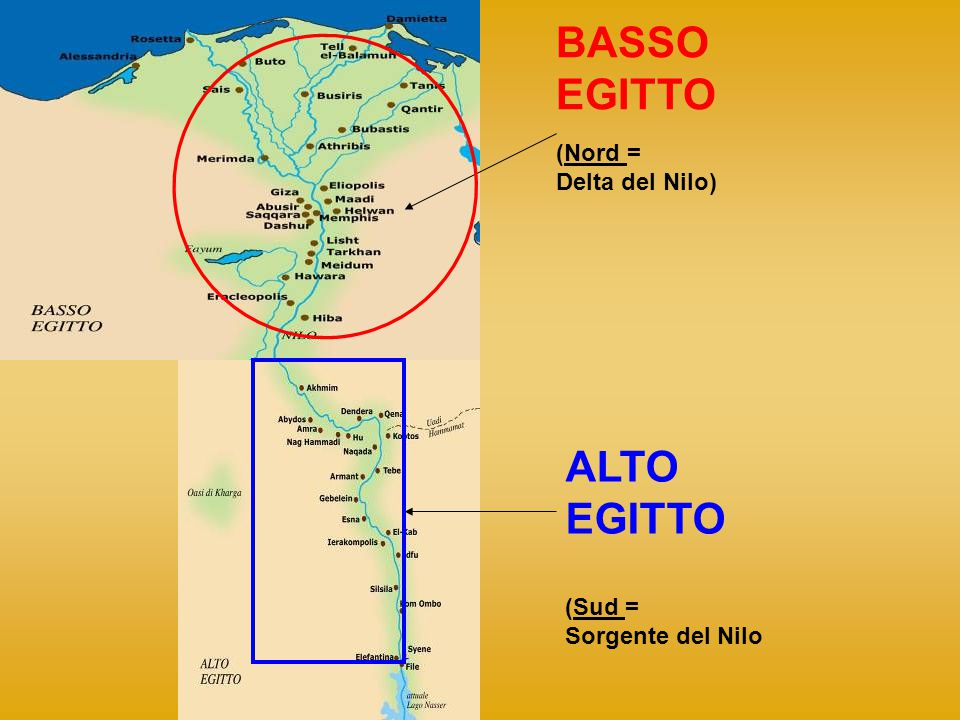 Damietta
Rosetta
Tell
el-Balamun
Alessandria
Buto
Sais
Tanis
Busiris
Qantir
Bubastis
Athribis
Merimda
Eliopolis
Giza
Maadi
Abusir
Helwan
Saqqara
Memphis
Dashur
Lisht
Fayum
Tarkhan
Meidum
Hawara
Eracleopolis
BASSO
EGITTO
Hiba
NILO
Akhmim
Dendera
Qena
Abydos
Uadi
Hammamat
Amra
Hu
Koptos
Nag Hammadi
Naqada
Tebe
Armant
Oasi di Kharga
Gebelein
Esna
El-Kab
Ierakompolis
Edfu
Silsila
Kom Ombo
Syene
Elefantina
File
ALTO
EGITTO
attuale
Lago Nasser
BASSO
EGITTO
(Nord =
Delta del Nilo)
ALTO
EGITTO
(Sud =
Sorgente del Nilo